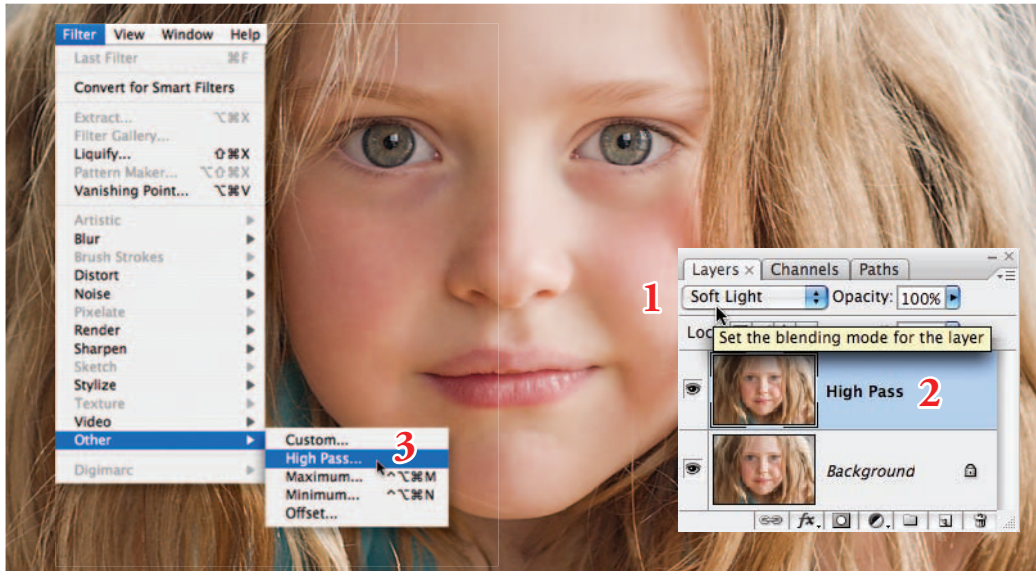 Filter View Window Help
Last Filter ⌘F
Convert for Smart Filters
Extract... ⌥⌘X
Filter Gallery...
Liquify... ⇧⌘X
Pattern Maker... ⌥⇧⌘X
Vanishing Point... ⌥⌘V
Artistic
Blur
Brush Strokes
Distort
Noise
Pixelate
Render
Sharpen
Sketch
Stylize
Texture
Video
Other
Digimarc
Custom...
High Pass... 3
Maximum... ^⌥⌘M
Minimum... ^⌥⌘N
Offset...
Layers × Channels Paths
1 Soft Light Opacity: 100%
Set the blending mode for the layer
High Pass 2
Background
fx